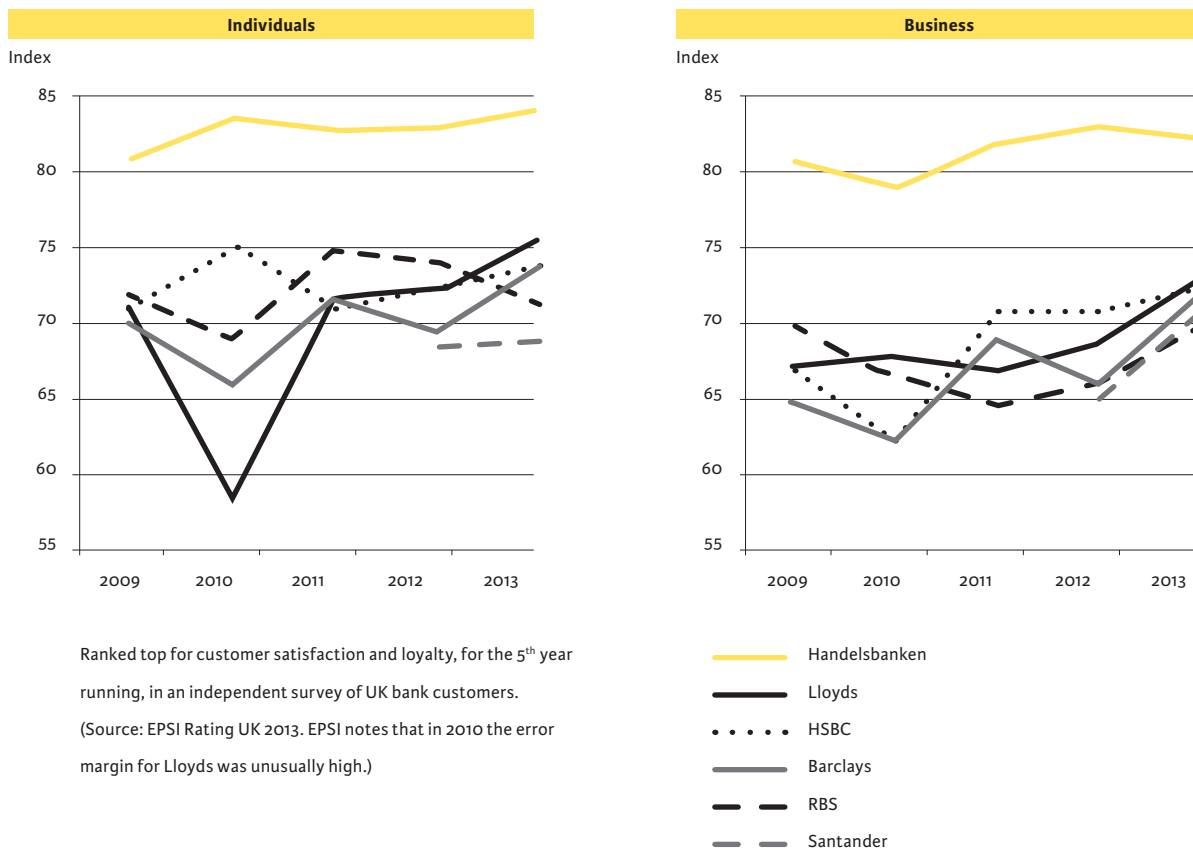 Individuals
Index
85
80
75
70
65
60
55
2009 2010 2011 2012 2013
Ranked top for customer satisfaction and loyalty, for the 5th year
running, in an independent survey of UK bank customers.
(Source: EPSI Rating UK 2013. EPSI notes that in 2010 the error
margin for Lloyds was unusually high.)
Business
Index
85
80
75
70
65
60
55
2009 2010 2011 2012 2013
Handelsbanken
Lloyds
HSBC
Barclays
RBS
Santander